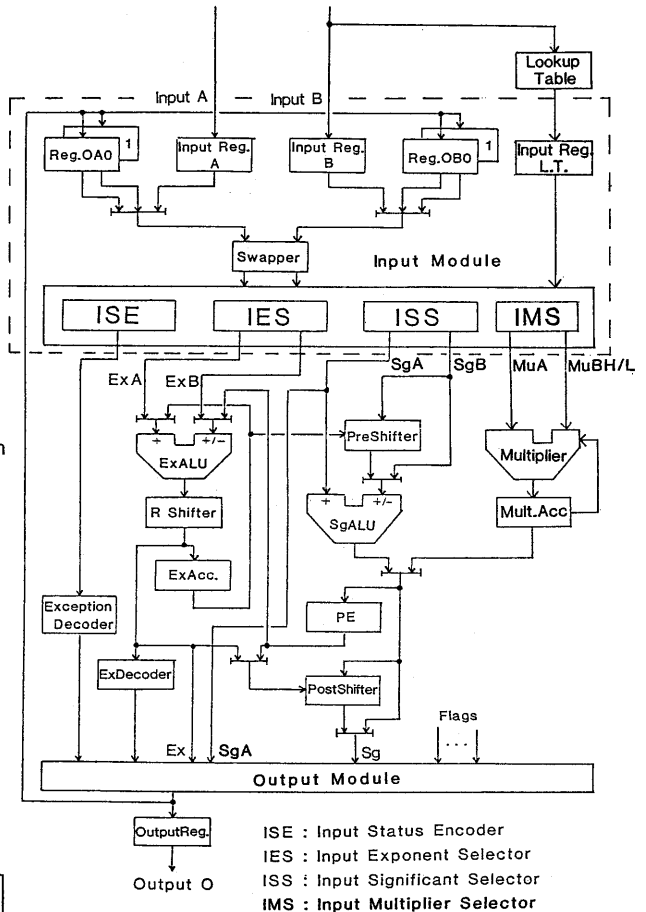 Lookup
Table
Input A
Input B
Reg.OA0
1
Input Reg.
A
Input Reg.
B
Reg.OB0
1
Input Reg.
L.T.
Swapper
Input Module
ISE
IES
ISS
IMS
ExA
ExB
SgA
SgB
MuA
MuBH/L
n
+
+/-
ExALU
PreShifter
Multiplier
R Shifter
+
+/-
SgALU
Mult.Acc
ExAcc.
Exception
Decoder
PE
ExDecoder
PostShifter
Flags
...
Ex
SgA
Sg
Output Module
OutputReg.
Output O
ISE : Input Status Encoder
IES : Input Exponent Selector
ISS : Input Significant Selector
IMS : Input Multiplier Selector